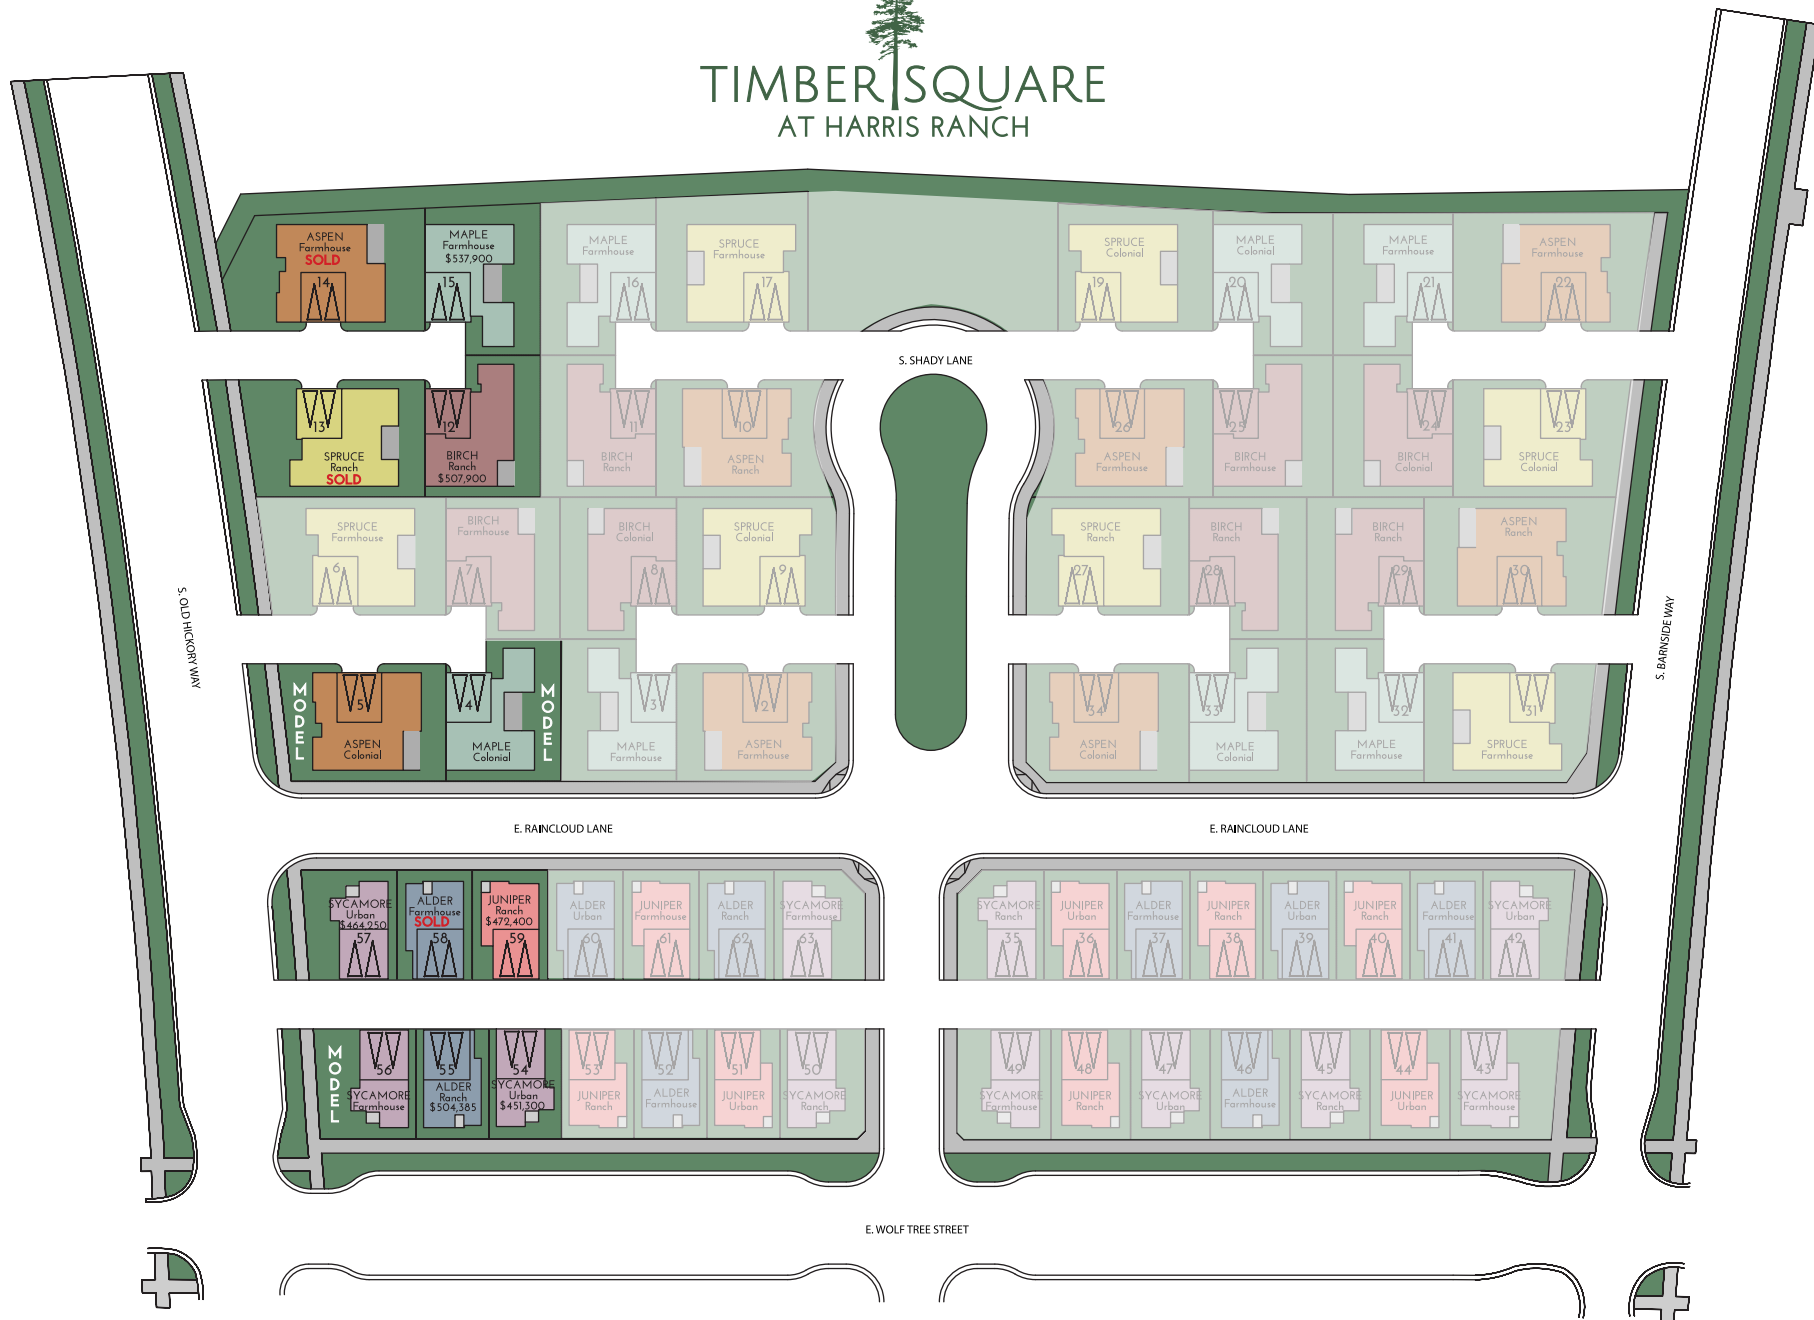 TIMBER SQUARE
AT HARRIS RANCH
ASPEN
Farmhouse
SOLD
14
MAPLE
Farmhouse
$537,900
15
MAPLE
Farmhouse
16
SPRUCE
Farmhouse
17
SPRUCE
Colonial
19
MAPLE
Colonial
20
MAPLE
Farmhouse
21
ASPEN
Farmhouse
22
S. SHADY LANE
13
SPRUCE
Ranch
SOLD
12
BIRCH
Ranch
$507,900
11
BIRCH
Ranch
10
ASPEN
Ranch
26
ASPEN
Farmhouse
25
BIRCH
Farmhouse
24
BIRCH
Colonial
23
SPRUCE
Colonial
SPRUCE
Farmhouse
6
BIRCH
Farmhouse
7
BIRCH
Colonial
8
SPRUCE
Colonial
9
SPRUCE
Ranch
27
BIRCH
Ranch
28
BIRCH
Ranch
29
ASPEN
Ranch
30
S. OLD HICKORY WAY
S. BARNSIDE WAY
MODEL
5
ASPEN
Colonial
4
MAPLE
Colonial
MODEL
3
MAPLE
Farmhouse
2
ASPEN
Farmhouse
34
ASPEN
Colonial
33
MAPLE
Colonial
32
MAPLE
Farmhouse
31
SPRUCE
Farmhouse
E. RAINCLOUD LANE
E. RAINCLOUD LANE
SYCAMORE
Urban
$464,250
57
ALDER
Farmhouse
SOLD
58
JUNIPER
Ranch
$472,400
59
ALDER
Urban
60
JUNIPER
Farmhouse
61
ALDER
Ranch
62
SYCAMORE
Farmhouse
63
SYCAMORE
Ranch
35
JUNIPER
Urban
36
ALDER
Farmhouse
37
JUNIPER
Ranch
38
ALDER
Urban
39
JUNIPER
Ranch
40
ALDER
Farmhouse
41
SYCAMORE
Urban
42
MODEL
56
SYCAMORE
Farmhouse
55
ALDER
Ranch
$504,385
54
SYCAMORE
Urban
$451,300
53
JUNIPER
Ranch
52
ALDER
Farmhouse
51
JUNIPER
Urban
50
SYCAMORE
Ranch
49
SYCAMORE
Farmhouse
48
JUNIPER
Ranch
47
SYCAMORE
Urban
46
ALDER
Farmhouse
45
SYCAMORE
Ranch
44
JUNIPER
Urban
43
SYCAMORE
Farmhouse
E. WOLF TREE STREET